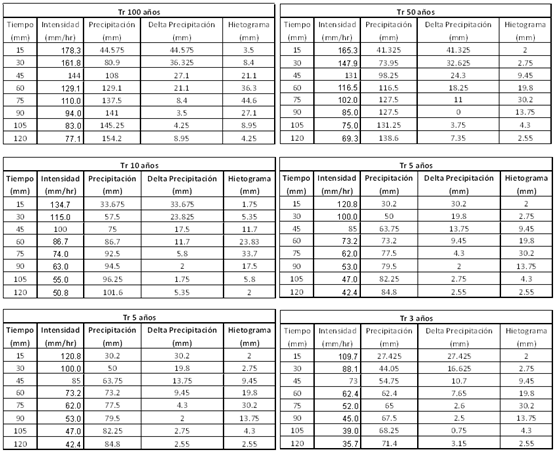 Tr 100 años
Tiempo Intensidad Precipitación Delta Precipitación Hietograma
(mm) (mm/hr) (mm) (mm) (mm)
15 178.3 44.575 44.575 3.5
30 161.8 80.9 36.325 8.4
45 144 108 27.1 21.1
60 129.1 129.1 21.1 36.3
75 110.0 137.5 8.4 44.6
90 94.0 141 3.5 27.1
105 83.0 145.25 4.25 8.95
120 77.1 154.2 8.95 4.25
Tr 50 años
Tiempo Intensidad Precipitación Delta Precipitación Hietograma
(mm) (mm/hr) (mm) (mm) (mm)
15 165.3 41.325 41.325 2
30 147.9 73.95 32.625 2.75
45 131 98.25 24.3 9.45
60 116.5 116.5 18.25 19.8
75 102.0 127.5 11 30.2
90 85.0 127.5 0 13.75
105 75.0 131.25 3.75 4.3
120 69.3 138.6 7.35 2.55
Tr 10 años
Tiempo Intensidad Precipitación Delta Precipitación Hietograma
(mm) (mm/hr) (mm) (mm) (mm)
15 134.7 33.675 33.675 1.75
30 115.0 57.5 23.825 5.35
45 100 75 17.5 11.7
60 86.7 86.7 11.7 23.83
75 74.0 92.5 5.8 33.7
90 63.0 94.5 2 17.5
105 55.0 96.25 1.75 5.8
120 50.8 101.6 5.35 2
Tr 5 años
Tiempo Intensidad Precipitación Delta Precipitación Hietograma
(mm) (mm/hr) (mm) (mm) (mm)
15 120.8 30.2 30.2 2
30 100.0 50 19.8 2.75
45 85 63.75 13.75 9.45
60 73.2 73.2 9.45 19.8
75 62.0 77.5 4.3 30.2
90 53.0 79.5 2 13.75
105 47.0 82.25 2.75 4.3
120 42.4 84.8 2.55 2.55
Tr 5 años
Tiempo Intensidad Precipitación Delta Precipitación Hietograma
(mm) (mm/hr) (mm) (mm) (mm)
15 120.8 30.2 30.2 2
30 100.0 50 19.8 2.75
45 85 63.75 13.75 9.45
60 73.2 73.2 9.45 19.8
75 62.0 77.5 4.3 30.2
90 53.0 79.5 2 13.75
105 47.0 82.25 2.75 4.3
120 42.4 84.8 2.55 2.55
Tr 3 años
Tiempo Intensidad Precipitación Delta Precipitación Hietograma
(mm) (mm/hr) (mm) (mm) (mm)
15 109.7 27.425 27.425 2
30 88.1 44.05 16.625 2.75
45 73 54.75 10.7 9.45
60 62.4 62.4 7.65 19.8
75 52.0 65 2.6 30.2
90 45.0 67.5 2.5 13.75
105 39.0 68.25 0.75 4.3
120 35.7 71.4 3.15 2.55